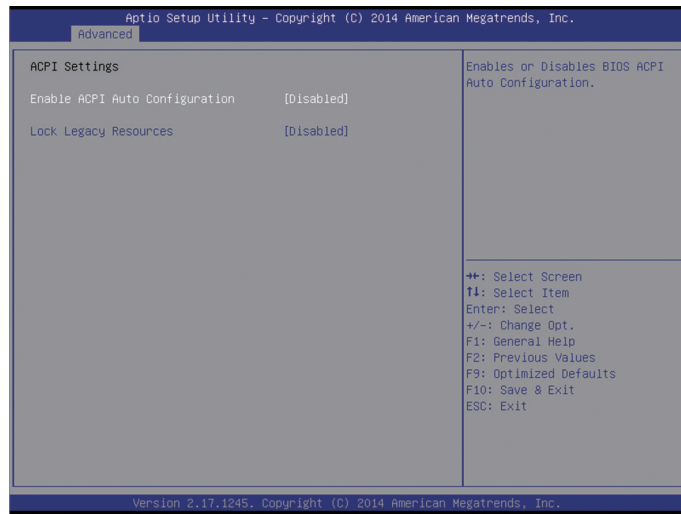 Aptio Setup Utility – Copyright (C) 2014 American Megatrends, Inc.
Advanced
ACPI Settings
Enable ACPI Auto Configuration [Disabled]
Lock Legacy Resources [Disabled]
Enables or Disables BIOS ACPI
Auto Configuration.
→←: Select Screen
↑↓: Select Item
Enter: Select
+/-: Change Opt.
F1: General Help
F2: Previous Values
F9: Optimized Defaults
F10: Save & Exit
ESC: Exit
Version 2.17.1245. Copyright (C) 2014 American Megatrends, Inc.